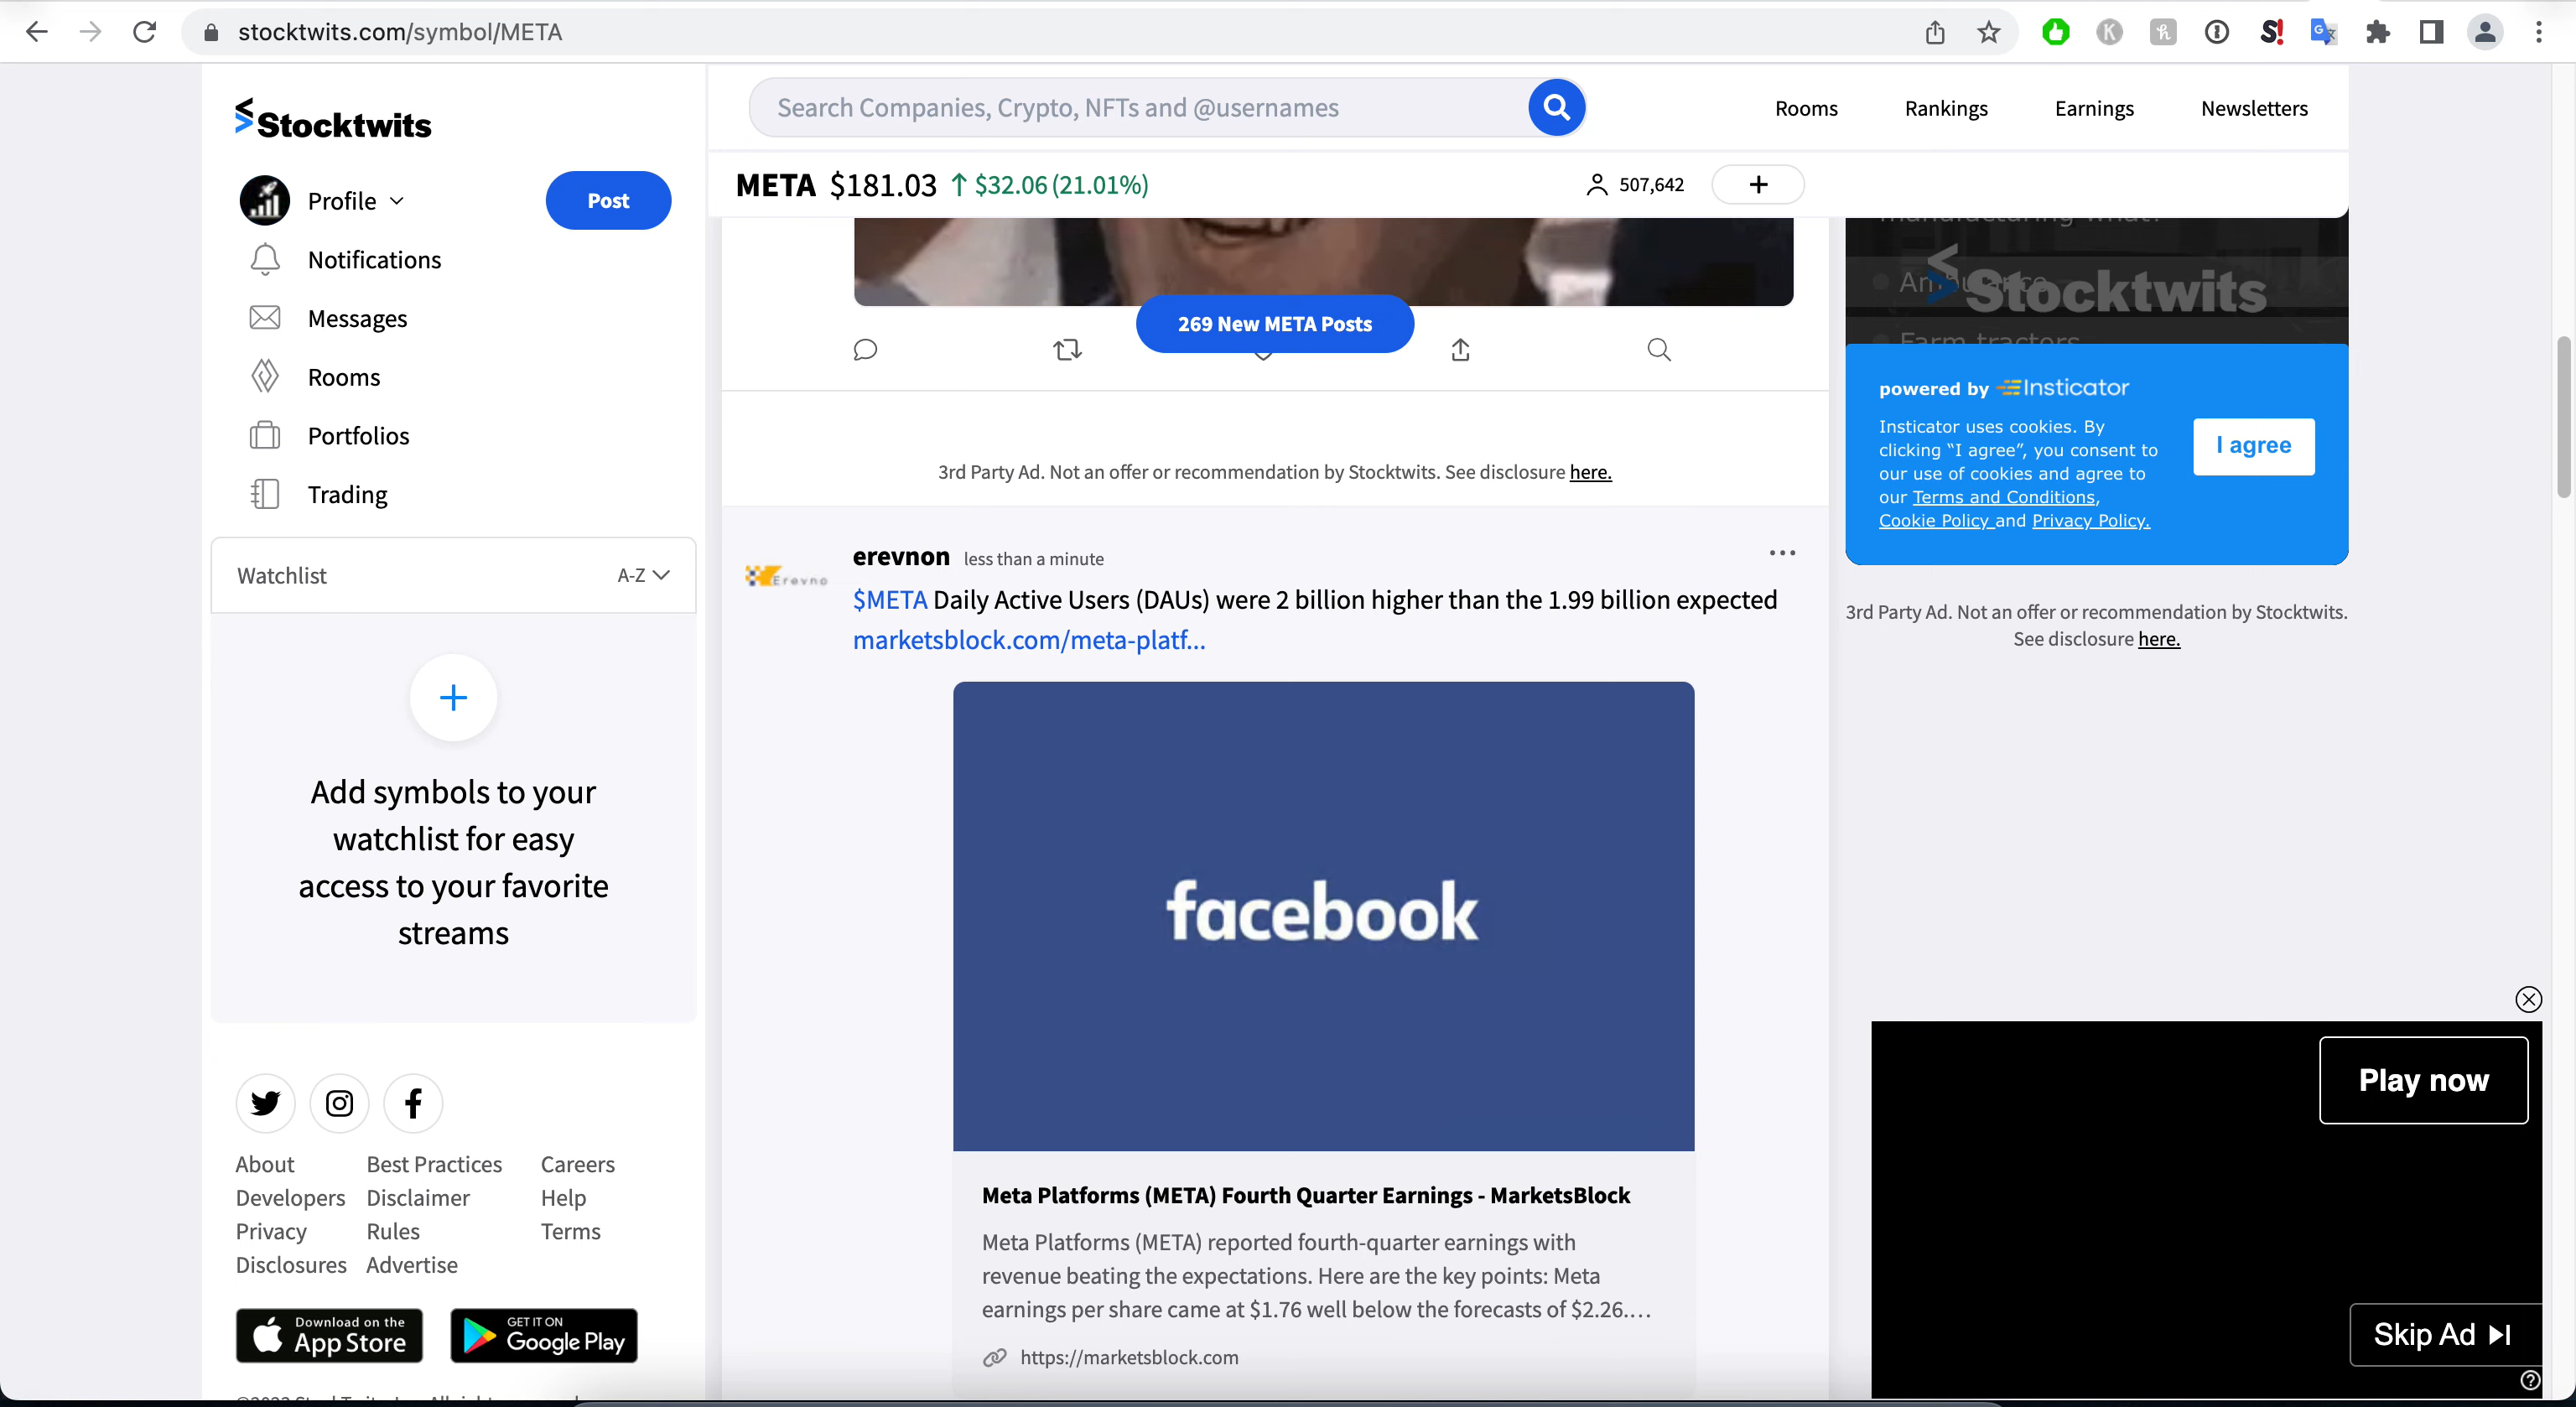 stocktwits.com/symbol/META
Stocktwits
Search Companies, Crypto, NFTs and @usernames
Rooms
Rankings
Earnings
Newsletters
Profile
Post
META $181.03 ↑ $32.06 (21.01%)
507,642
+
Notifications
Messages
Rooms
Portfolios
Trading
Watchlist
A-Z
+
Add symbols to your
watchlist for easy
access to your favorite
streams
About
Best Practices
Careers
Developers
Disclaimer
Help
Privacy
Rules
Terms
Disclosures
Advertise
Download on the
App Store
GET IT ON
Google Play
269 New META Posts
3rd Party Ad. Not an offer or recommendation by Stocktwits. See disclosure here.
Erevno
erevnon less than a minute
$META Daily Active Users (DAUs) were 2 billion higher than the 1.99 billion expected
marketsblock.com/meta-platf...
facebook
Meta Platforms (META) Fourth Quarter Earnings - MarketsBlock
Meta Platforms (META) reported fourth-quarter earnings with
revenue beating the expectations. Here are the key points: Meta
earnings per share came at $1.76 well below the forecasts of $2.26....
https://marketsblock.com
manufacturing what?
Stocktwits
Farm tractors
powered by Insticator
Insticator uses cookies. By
clicking “I agree”, you consent to
our use of cookies and agree to
our Terms and Conditions,
Cookie Policy and Privacy Policy.
I agree
3rd Party Ad. Not an offer or recommendation by Stocktwits.
See disclosure here.
Play now
Skip Ad